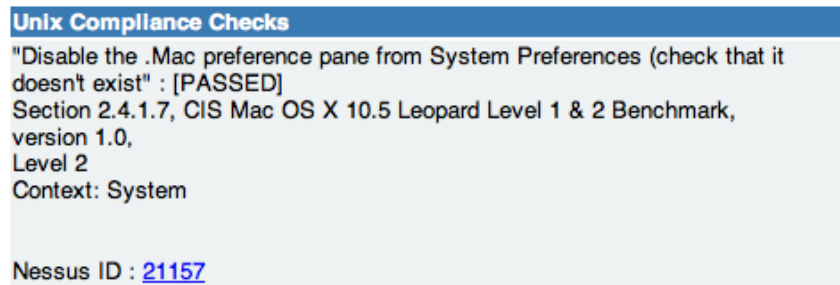 Unix Compliance Checks
"Disable the .Mac preference pane from System Preferences (check that it
doesn't exist" : [PASSED]
Section 2.4.1.7, CIS Mac OS X 10.5 Leopard Level 1 & 2 Benchmark,
version 1.0,
Level 2
Context: System
Nessus ID : 21157